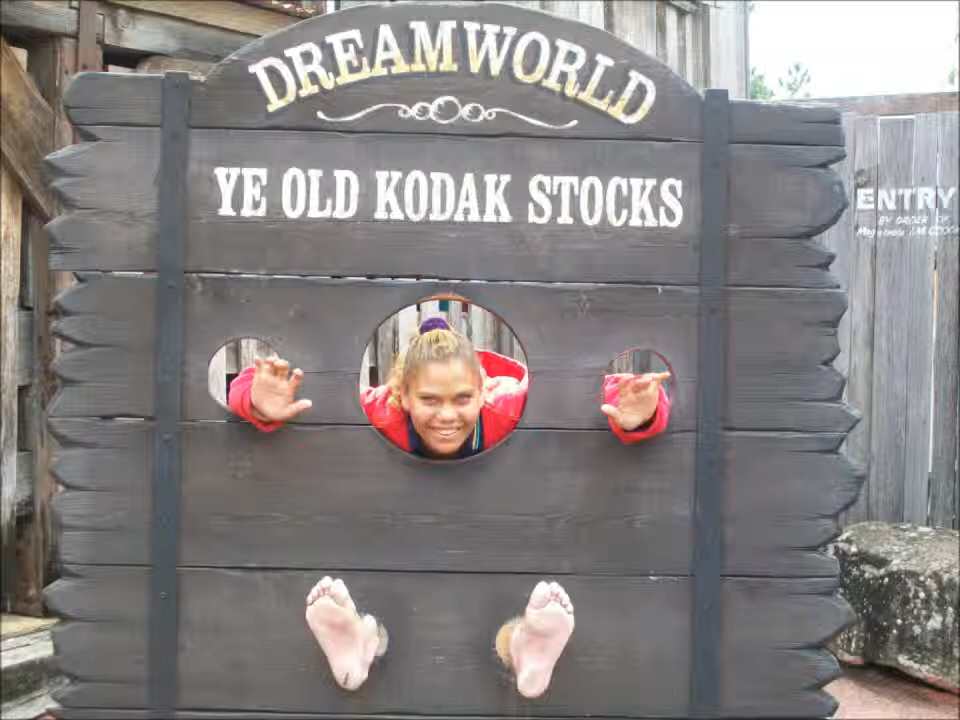 DREAMWORLD
YE OLD KODAK STOCKS
ENTRY
BY ORDER OF